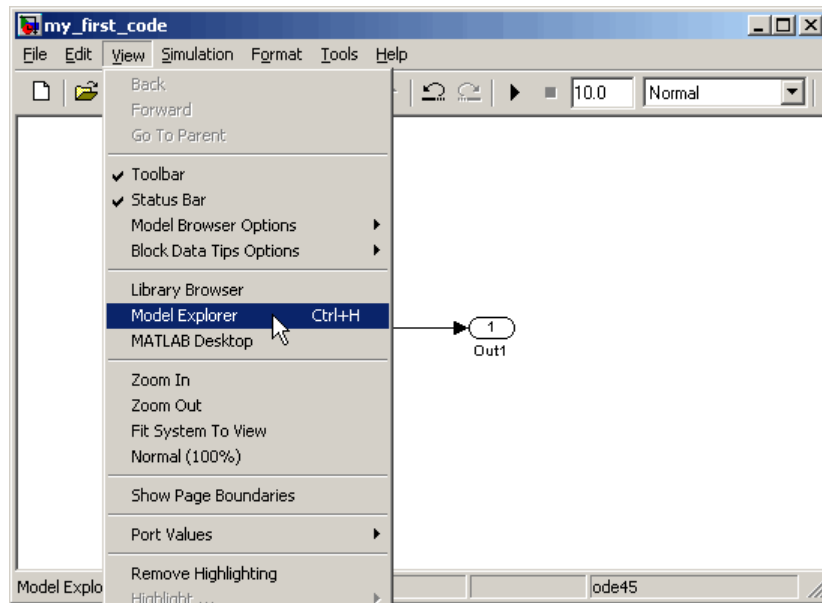 my_first_code
File Edit View Simulation Format Tools Help
10.0 Normal
Back
Forward
Go To Parent
Toolbar
Status Bar
Model Browser Options
Block Data Tips Options
Library Browser
Model Explorer Ctrl+H
MATLAB Desktop
1
Out1
Zoom In
Zoom Out
Fit System To View
Normal (100%)
Show Page Boundaries
Port Values
Remove Highlighting
Highlight ...
Model Explo
ode45